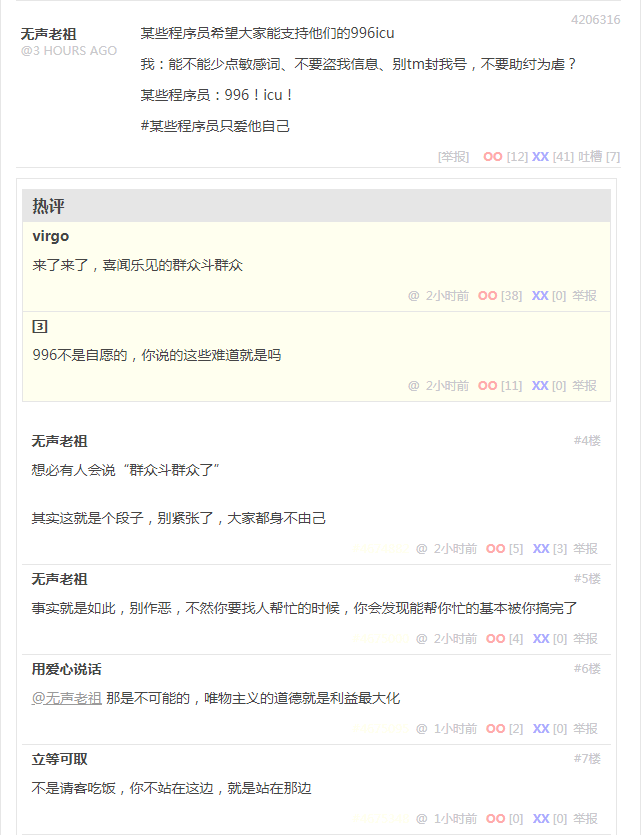 4206316
无声老祖 某些程序员希望大家能支持他们的996icu
@3 HOURS AGO
我：能不能少点敏感词、不要盗我信息、别tm封我号，不要助纣为虐？
某些程序员：996！icu！
#某些程序员只爱他自己
[举报] OO [12] XX [41] 吐槽 [7]
热评
virgo
来了来了，喜闻乐见的群众斗群众
@ 2小时前 OO [38] XX [0] 举报
3
996不是自愿的，你说的这些难道就是吗
@ 2小时前 OO [11] XX [0] 举报
无声老祖 #4楼
想必有人会说“群众斗群众了”
其实这就是个段子，别紧张了，大家都身不由己
@ 2小时前 OO [5] XX [3] 举报
无声老祖 #5楼
事实就是如此，别作恶，不然你要找人帮忙的时候，你会发现能帮你忙的基本被你搞完了
@ 2小时前 OO [4] XX [0] 举报
用爱心说话 #6楼
@无声老祖 那是不可能的，唯物主义的道德就是利益最大化
@ 1小时前 OO [2] XX [0] 举报
立等可取 #7楼
不是请客吃饭，你不站在这边，就是站在那边
@ 1小时前 OO [0] XX [0] 举报